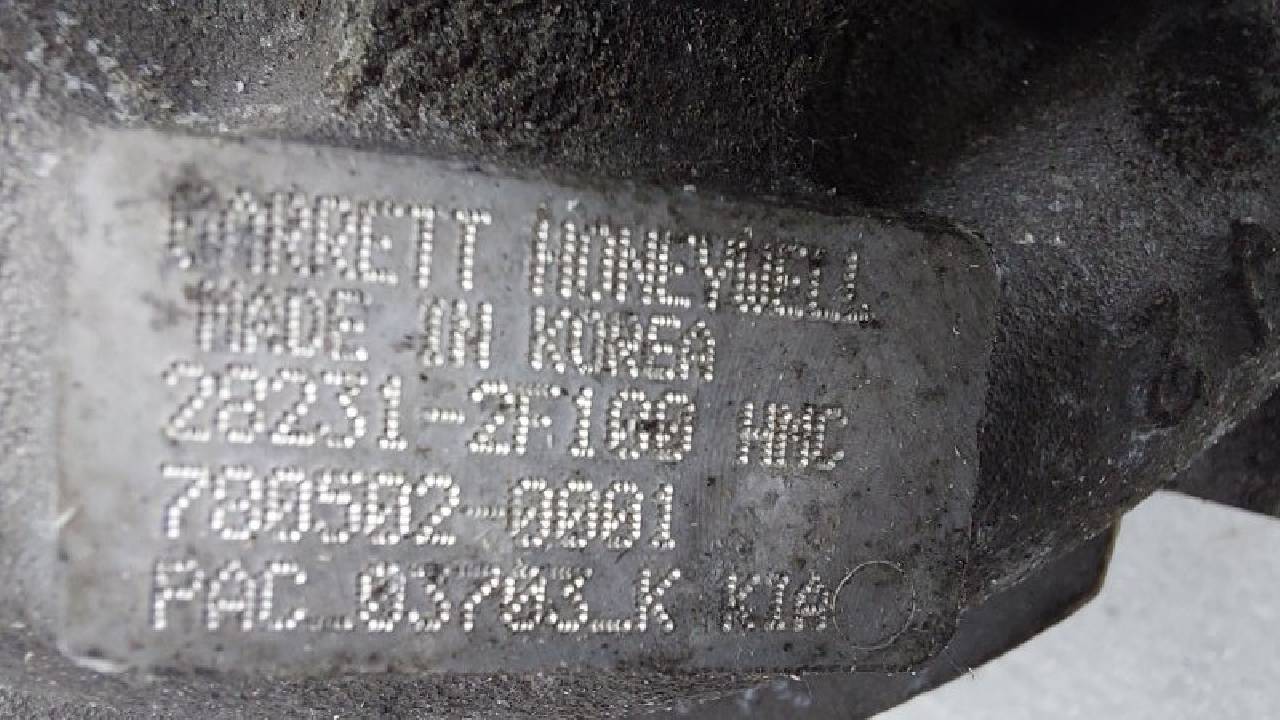 GARRETT HONEYWELL
MADE IN KOREA
28231-2F100 HMC
780502-0001
PAC_03703_K KIA